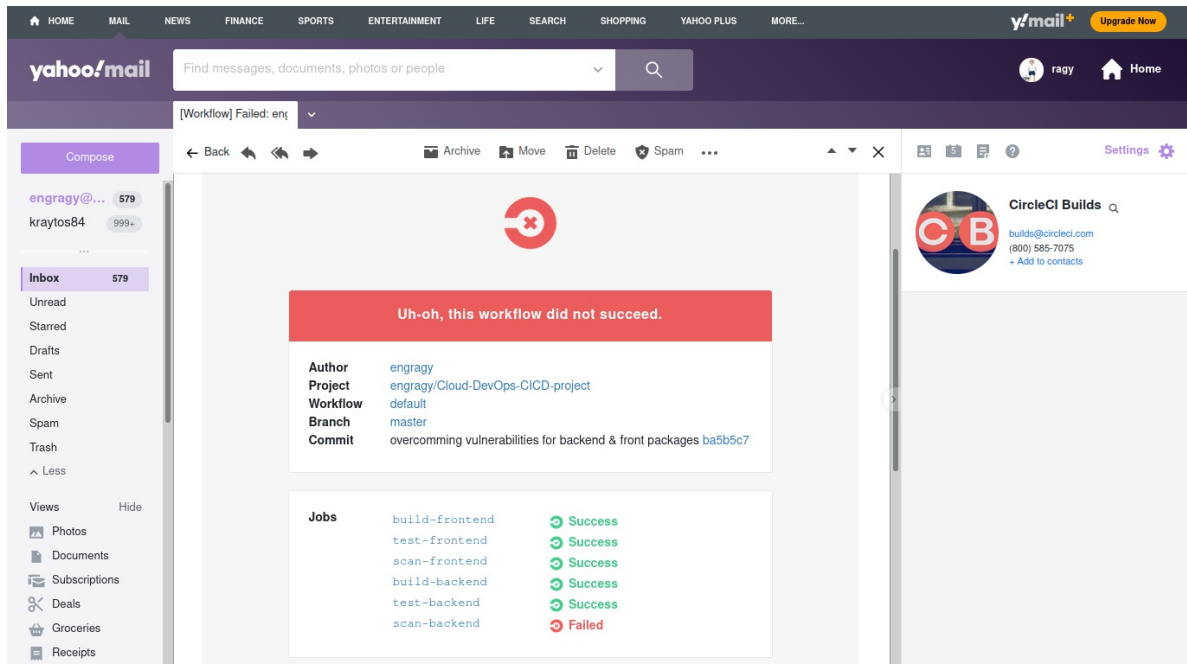 HOME MAIL NEWS FINANCE SPORTS ENTERTAINMENT LIFE SEARCH SHOPPING YAHOO PLUS MORE... y!mail+ Upgrade Now
yahoo!mail Find messages, documents, photos or people ragy Home
[Workflow] Failed: eng
Compose Back Archive Move Delete Spam ... 5 Settings
engragy@... 579
kraytos84 999+
...
Inbox 579
Unread
Starred
Drafts
Sent
Archive
Spam
Trash
Less
Views Hide
Photos
Documents
Subscriptions
Deals
Groceries
Receipts
Uh-oh, this workflow did not succeed.
Author engragy
Project engragy/Cloud-DevOps-CICD-project
Workflow default
Branch master
Commit overcomming vulnerabilities for backend & front packages ba5b5c7
Jobs build-frontend Success
test-frontend Success
scan-frontend Success
build-backend Success
test-backend Success
scan-backend Failed
CB
CircleCI Builds
builds@circleci.com
(800) 585-7075
+ Add to contacts